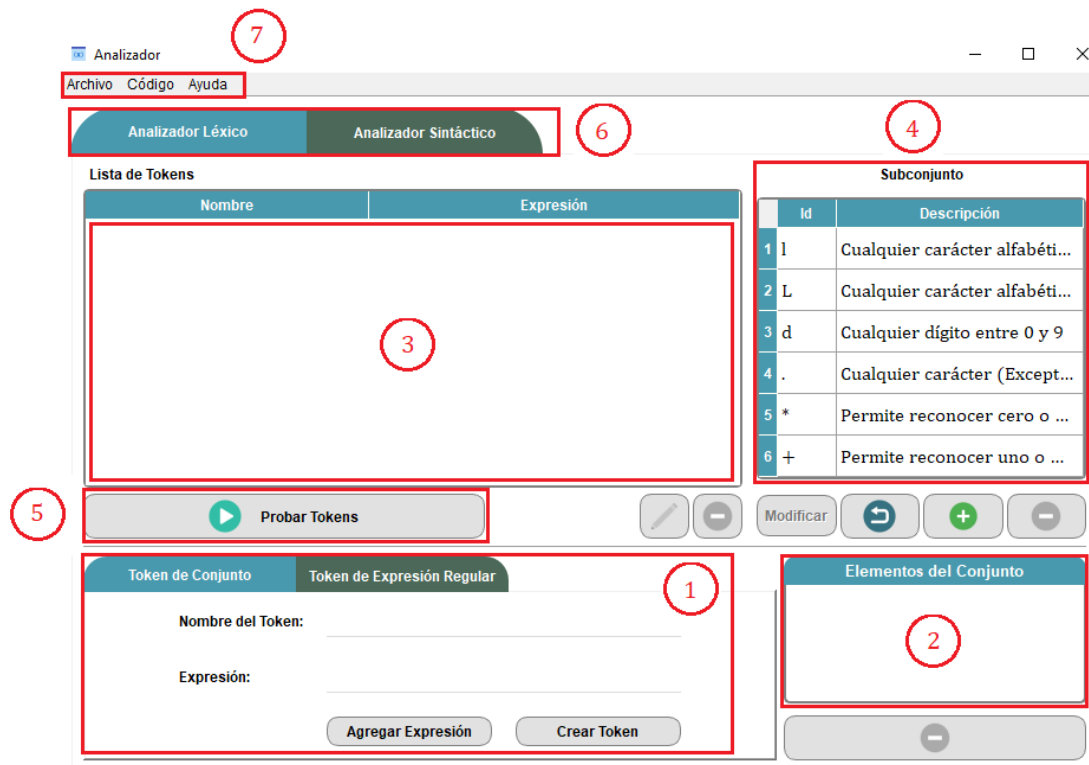 7
Analizador
Archivo Código Ayuda
Analizador Léxico Analizador Sintáctico
6
4
Lista de Tokens
Subconjunto
Nombre Expresión
Id Descripción
1 l Cualquier carácter alfabéti...
2 L Cualquier carácter alfabéti...
3 d Cualquier dígito entre 0 y 9
3
4 . Cualquier carácter (Except...
5 * Permite reconocer cero o ...
6 + Permite reconocer uno o ...
5
Probar Tokens
Modificar
Token de Conjunto Token de Expresión Regular
1
Elementos del Conjunto
2
Nombre del Token:
Expresión:
Agregar Expresión Crear Token